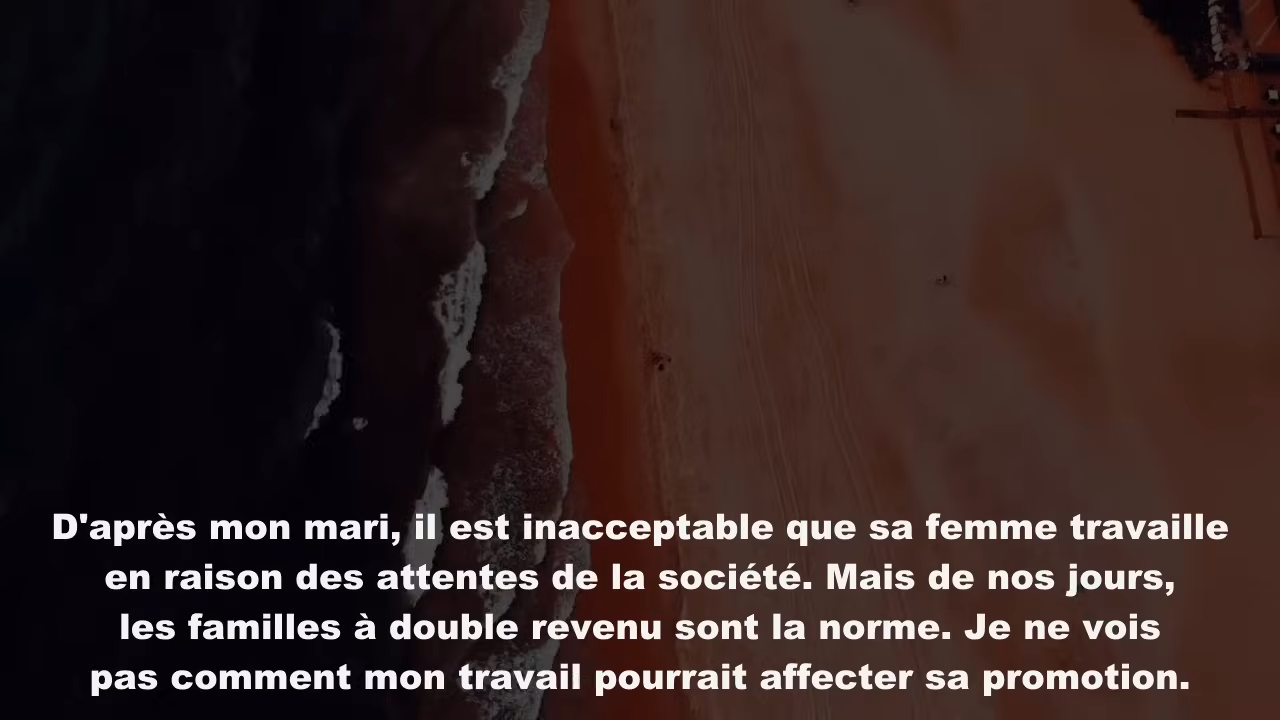 D'après mon mari, il est inacceptable que sa femme travaille
en raison des attentes de la société. Mais de nos jours,
les familles à double revenu sont la norme. Je ne vois
pas comment mon travail pourrait affecter sa promotion.